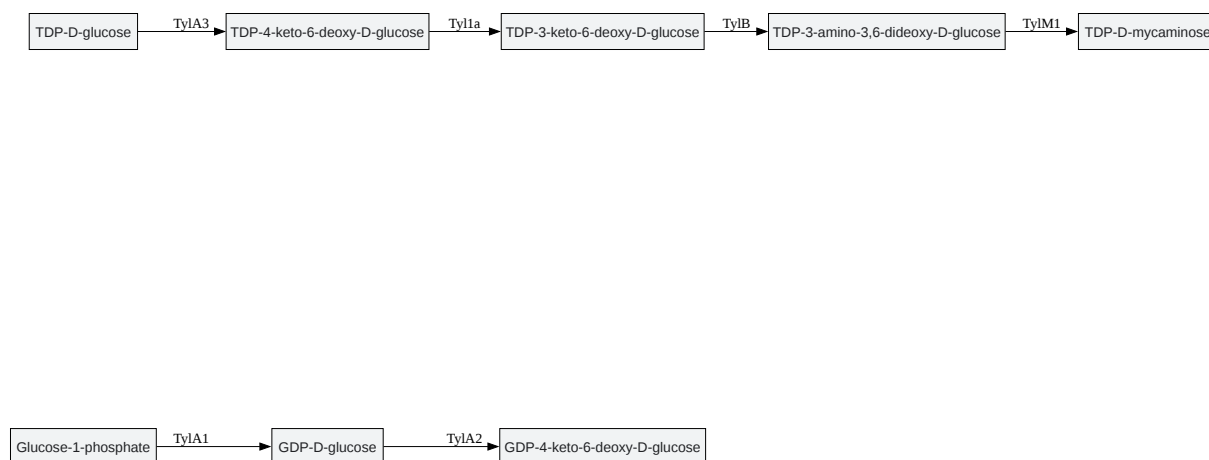 TDP-D-glucose TylA3 TDP-4-keto-6-deoxy-D-glucose Tyl1a TDP-3-keto-6-deoxy-D-glucose TylB TDP-3-amino-3,6-dideoxy-D-glucose TylM1 TDP-D-mycaminose
Glucose-1-phosphate TylA1 GDP-D-glucose TylA2 GDP-4-keto-6-deoxy-D-glucose